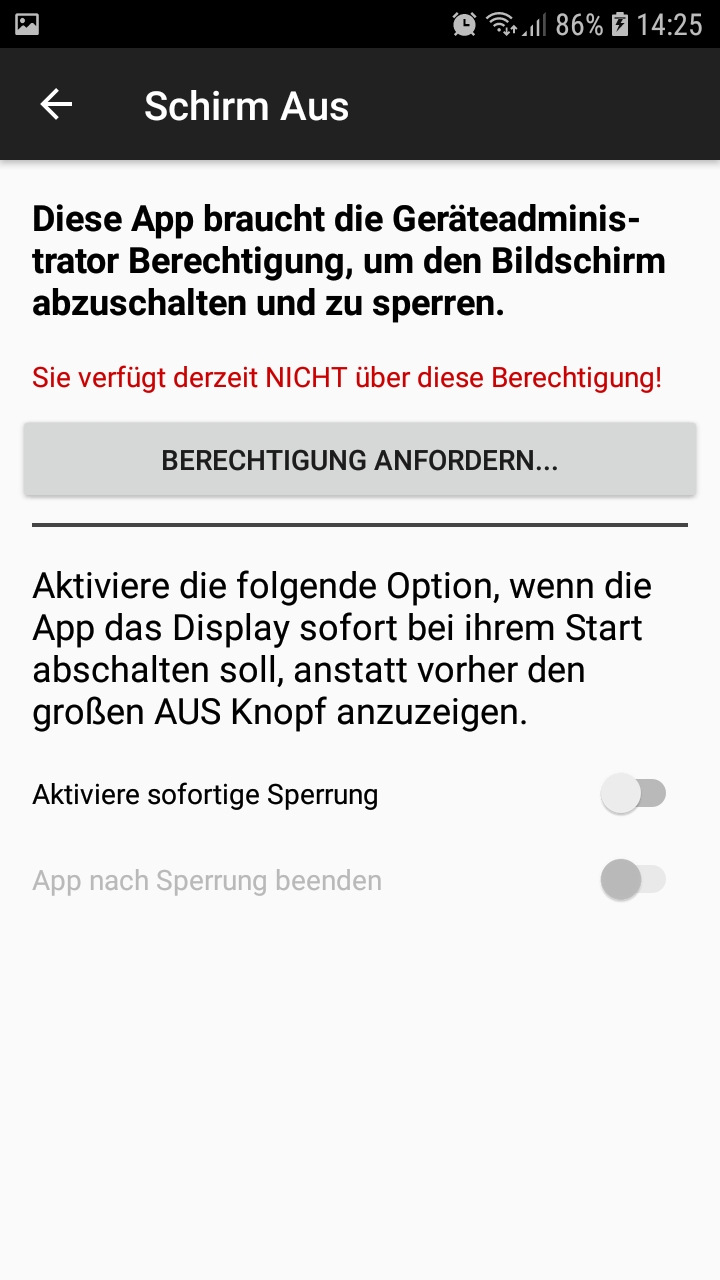 86% 14:25
Schirm Aus
Diese App braucht die Geräteadminis-
trator Berechtigung, um den Bildschirm
abzuschalten und zu sperren.
Sie verfügt derzeit NICHT über diese Berechtigung!
BERECHTIGUNG ANFORDERN...
Aktiviere die folgende Option, wenn die
App das Display sofort bei ihrem Start
abschalten soll, anstatt vorher den
großen AUS Knopf anzuzeigen.
Aktiviere sofortige Sperrung
App nach Sperrung beenden